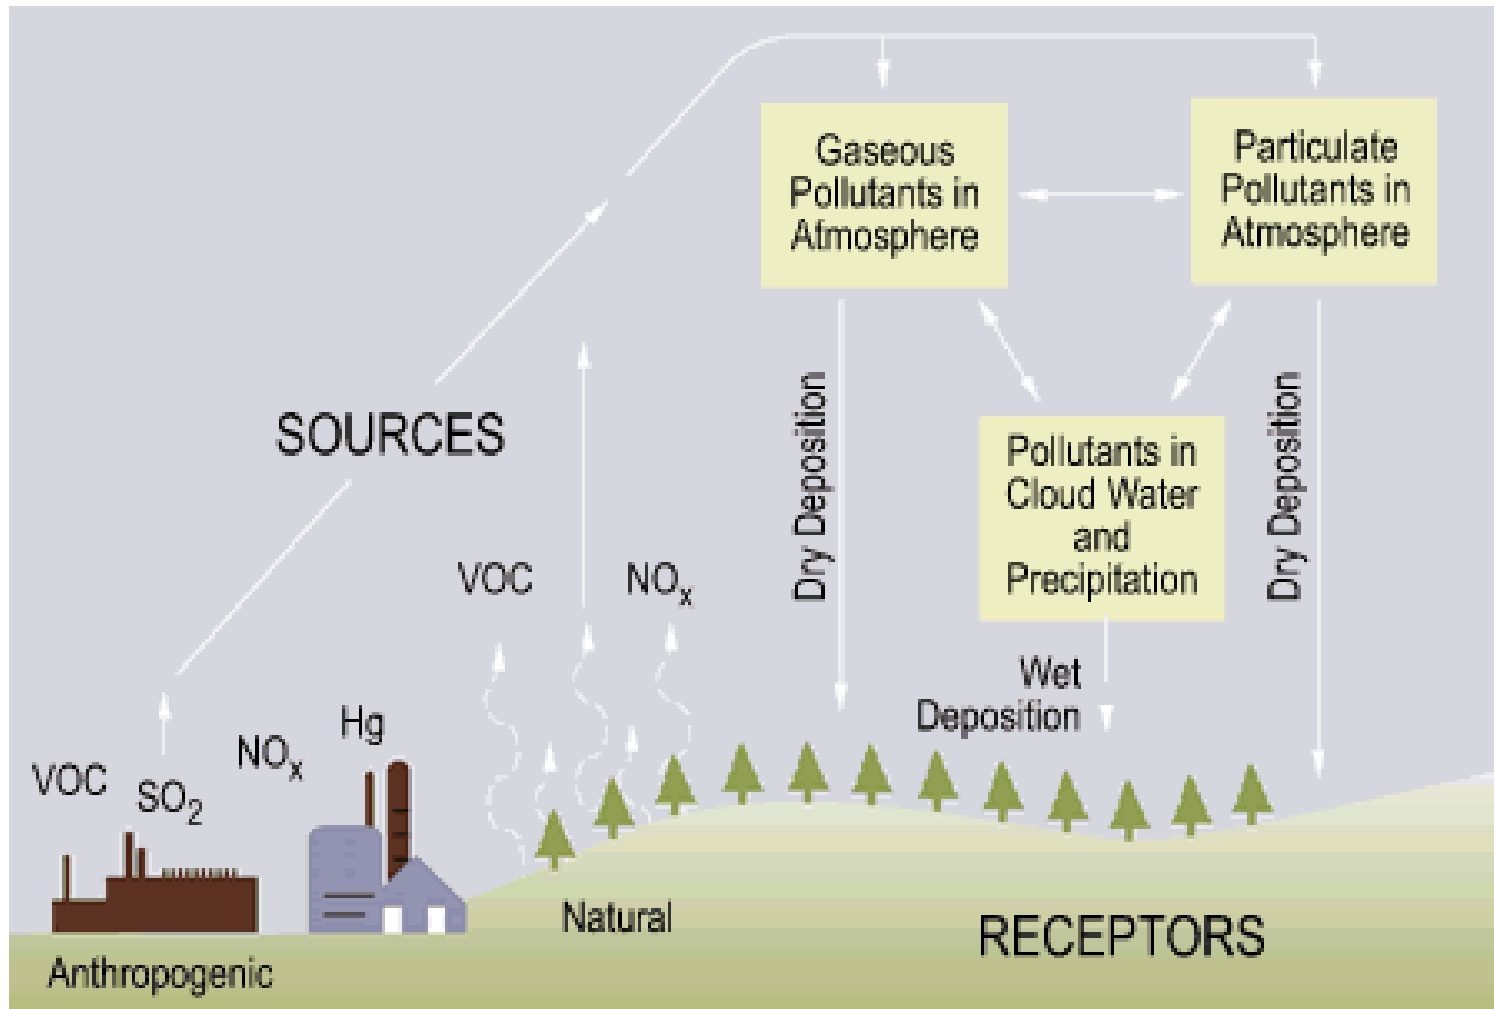 Gaseous
Pollutants in
Atmosphere
Particulate
Pollutants in
Atmosphere
SOURCES
Dry Deposition
Pollutants in
Cloud Water
and
Precipitation
Dry Deposition
VOC
NOx
Wet
Deposition
Hg
NOx
VOC
SO2
Natural
RECEPTORS
Anthropogenic